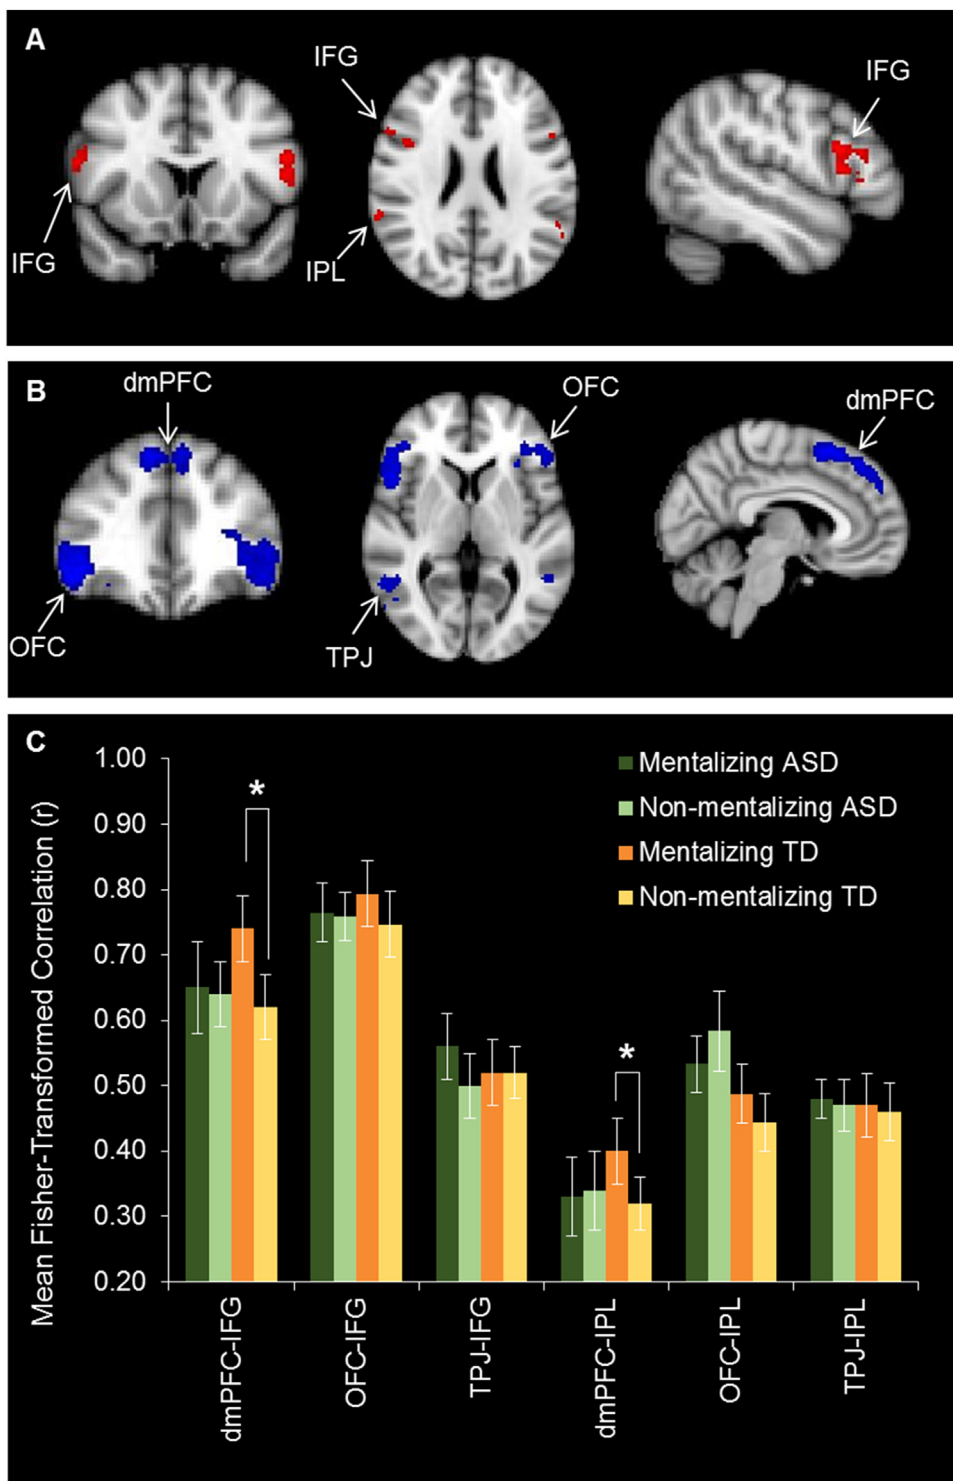 A
IFG
IFG
IFG
IPL
B
dmPFC
OFC
dmPFC
OFC
TPJ
C
Mentalizing ASD
Non-mentalizing ASD
Mentalizing TD
Non-mentalizing TD
Mean Fisher-Transformed Correlation (r)
1.00
0.90
0.80
0.70
0.60
0.50
0.40
0.30
0.20
*
*
dmPFC-IFG
OFC-IFG
TPJ-IFG
dmPFC-IPL
OFC-IPL
TPJ-IPL